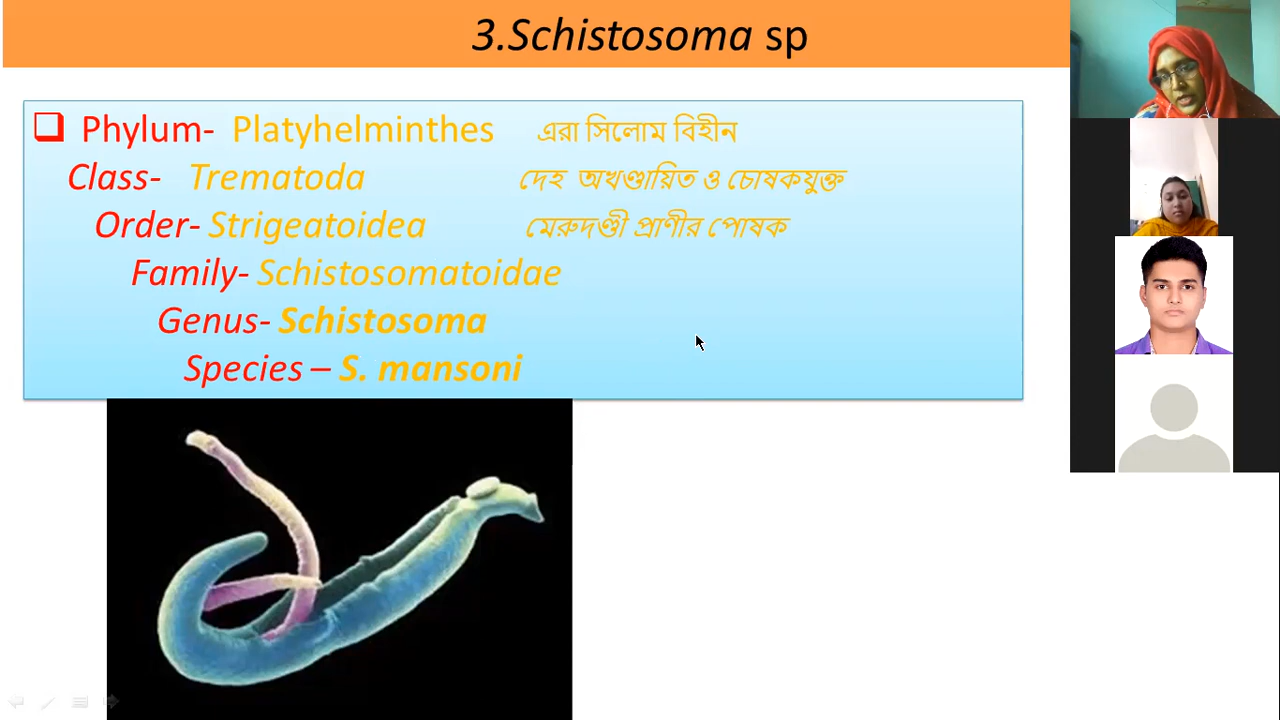 3.Schistosoma sp
Phylum- Platyhelminthes এরা সিলোম বিহীন
Class- Trematoda দেহ অখণ্ডায়িত ও চোষকযুক্ত
Order- Strigeatoidea মেরুদণ্ডী প্রাণীর পোষক
Family- Schistosomatoidae
Genus- Schistosoma
Species – S. mansoni